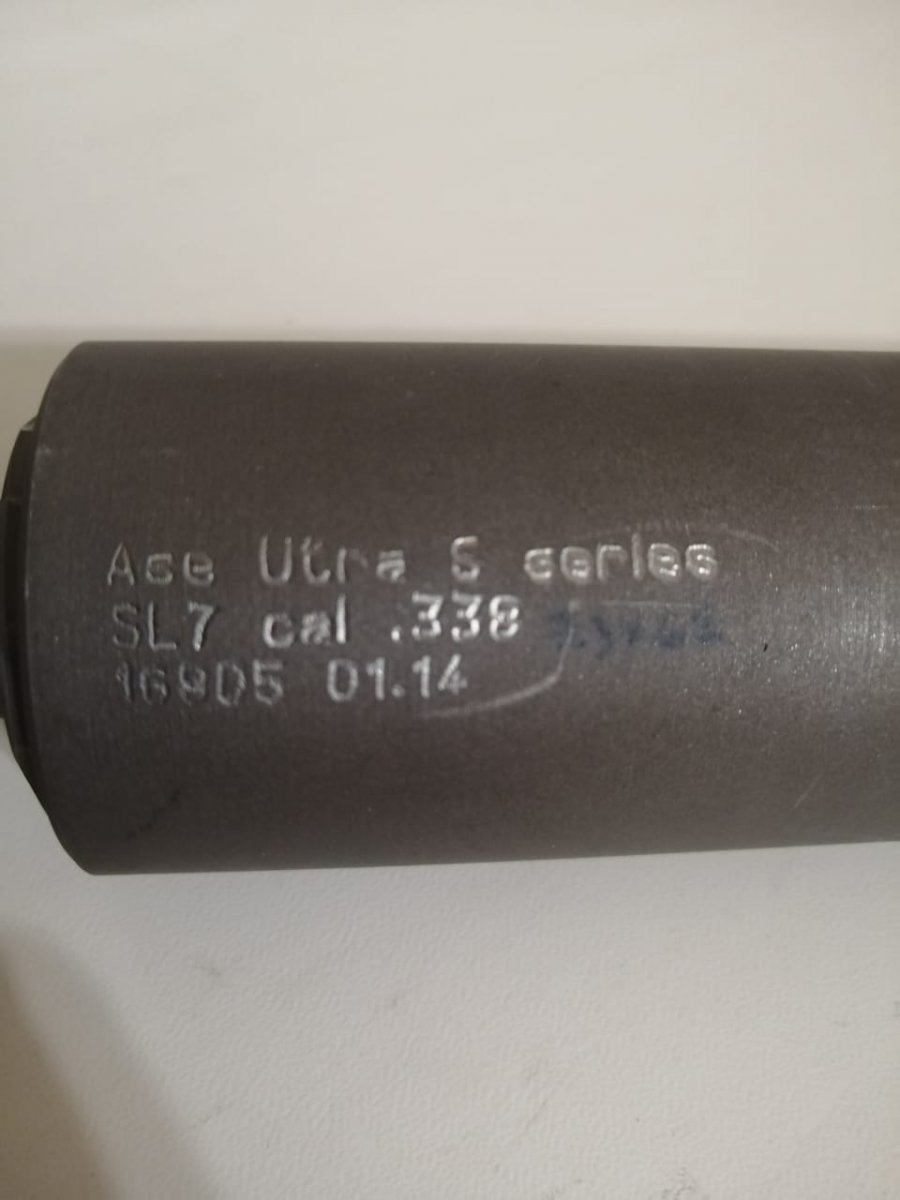 Ase Utra S series
SL7 cal .338
16905 01.14